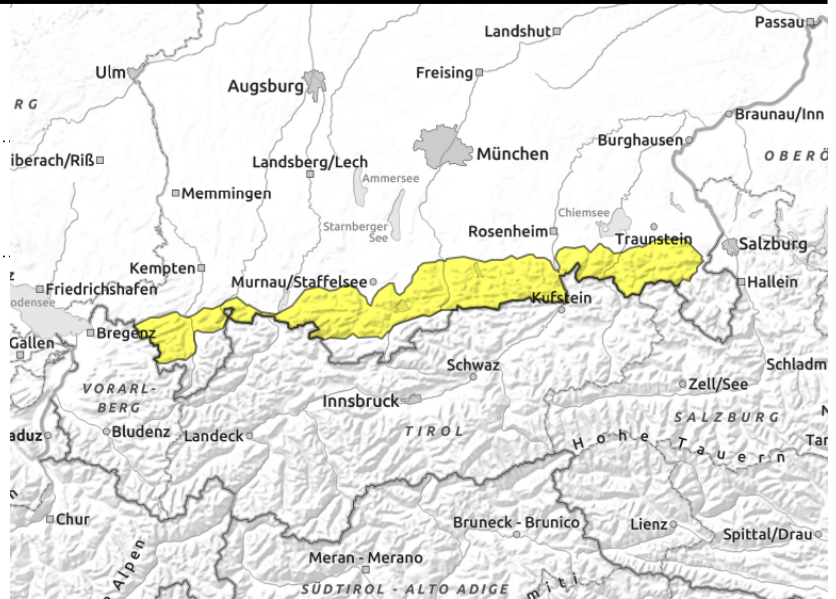 Passau
Landshut
Ulm
Freising
Augsburg
RG
Braunau/Inn
Burghausen
iberach/Riß
München
OBERÖ
Landsberg/Lech
Ammersee
Memmingen
Chiemsee
Starnberger
See
Rosenheim
Traunstein
Salzburg
Kempten
Murnau/Staffelsee
Hallein
z
Friedrichshafen
odensee
Kufstein
Bregenz
Gallen
Schwaz
Schladm
VORARL-
BERG
Zell/See
Innsbruck
SALZBURG
N
aduz
Bludenz
Landeck
TIROL
Hohe Tauern
Tar
Chur
Bruneck - Brunico
Lienz
Spittal/Drau
Alpen
Meran - Merano
SÜDTIROL - ALTO ADIGE
miti